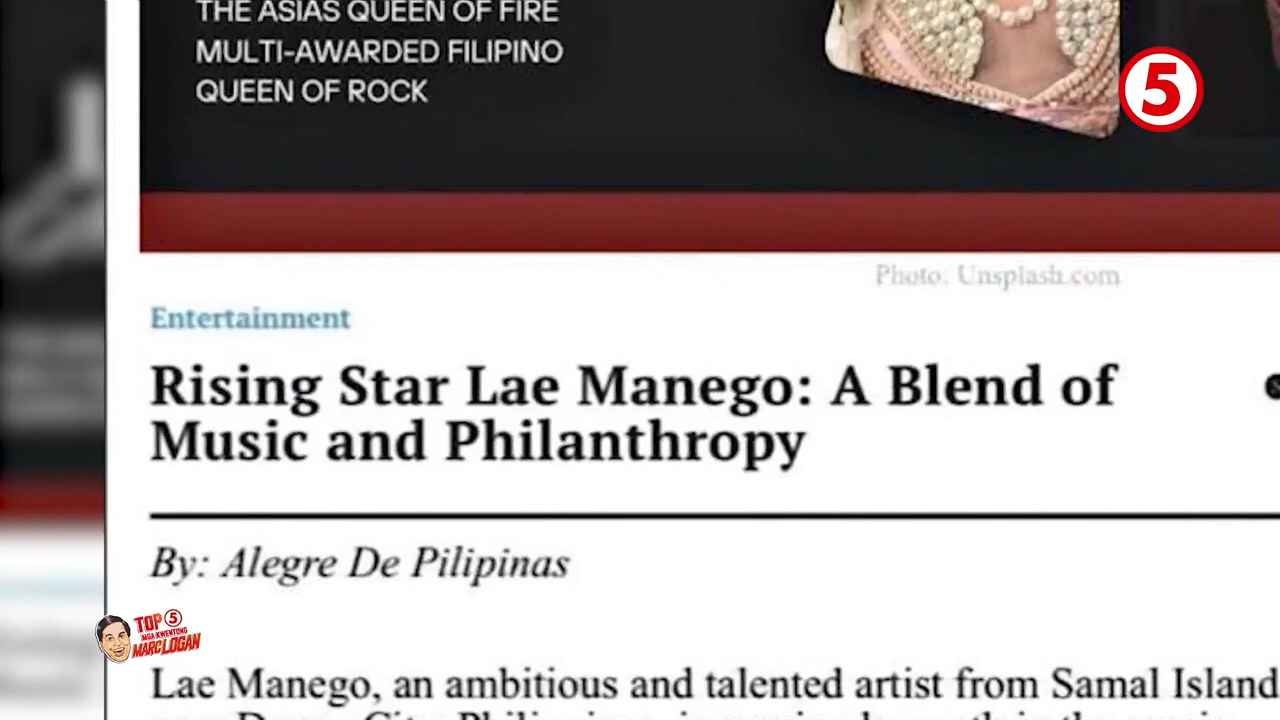 THE ASIAS QUEEN OF FIRE
MULTI-AWARDED FILIPINO
QUEEN OF ROCK
5
Photo: Unsplash.com
Entertainment
Rising Star Lae Manego: A Blend of
Music and Philanthropy
By: Alegre De Pilipinas
TOP 5
MGA KWENTONG
MARC LOGAN
Lae Manego, an ambitious and talented artist from Samal Island